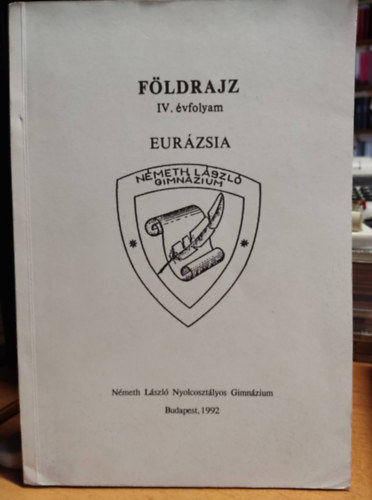 FÖLDRAJZ
IV. évfolyam
EURÁZSIA
NÉMETH LÁSZLÓ
GIMNÁZIUM
Németh László Nyolcosztályos Gimnázium
Budapest, 1992